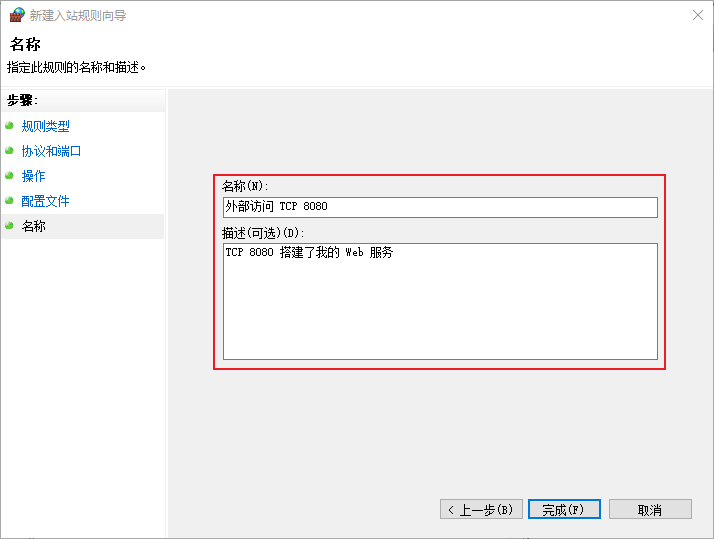 新建入站规则向导
名称
指定此规则的名称和描述。
步骤:
规则类型
协议和端口
操作
配置文件
名称
名称(N):
外部访问 TCP 8080
描述(可选)(D):
TCP 8080 搭建了我的 Web 服务
< 上一步(B)
完成(F)
取消